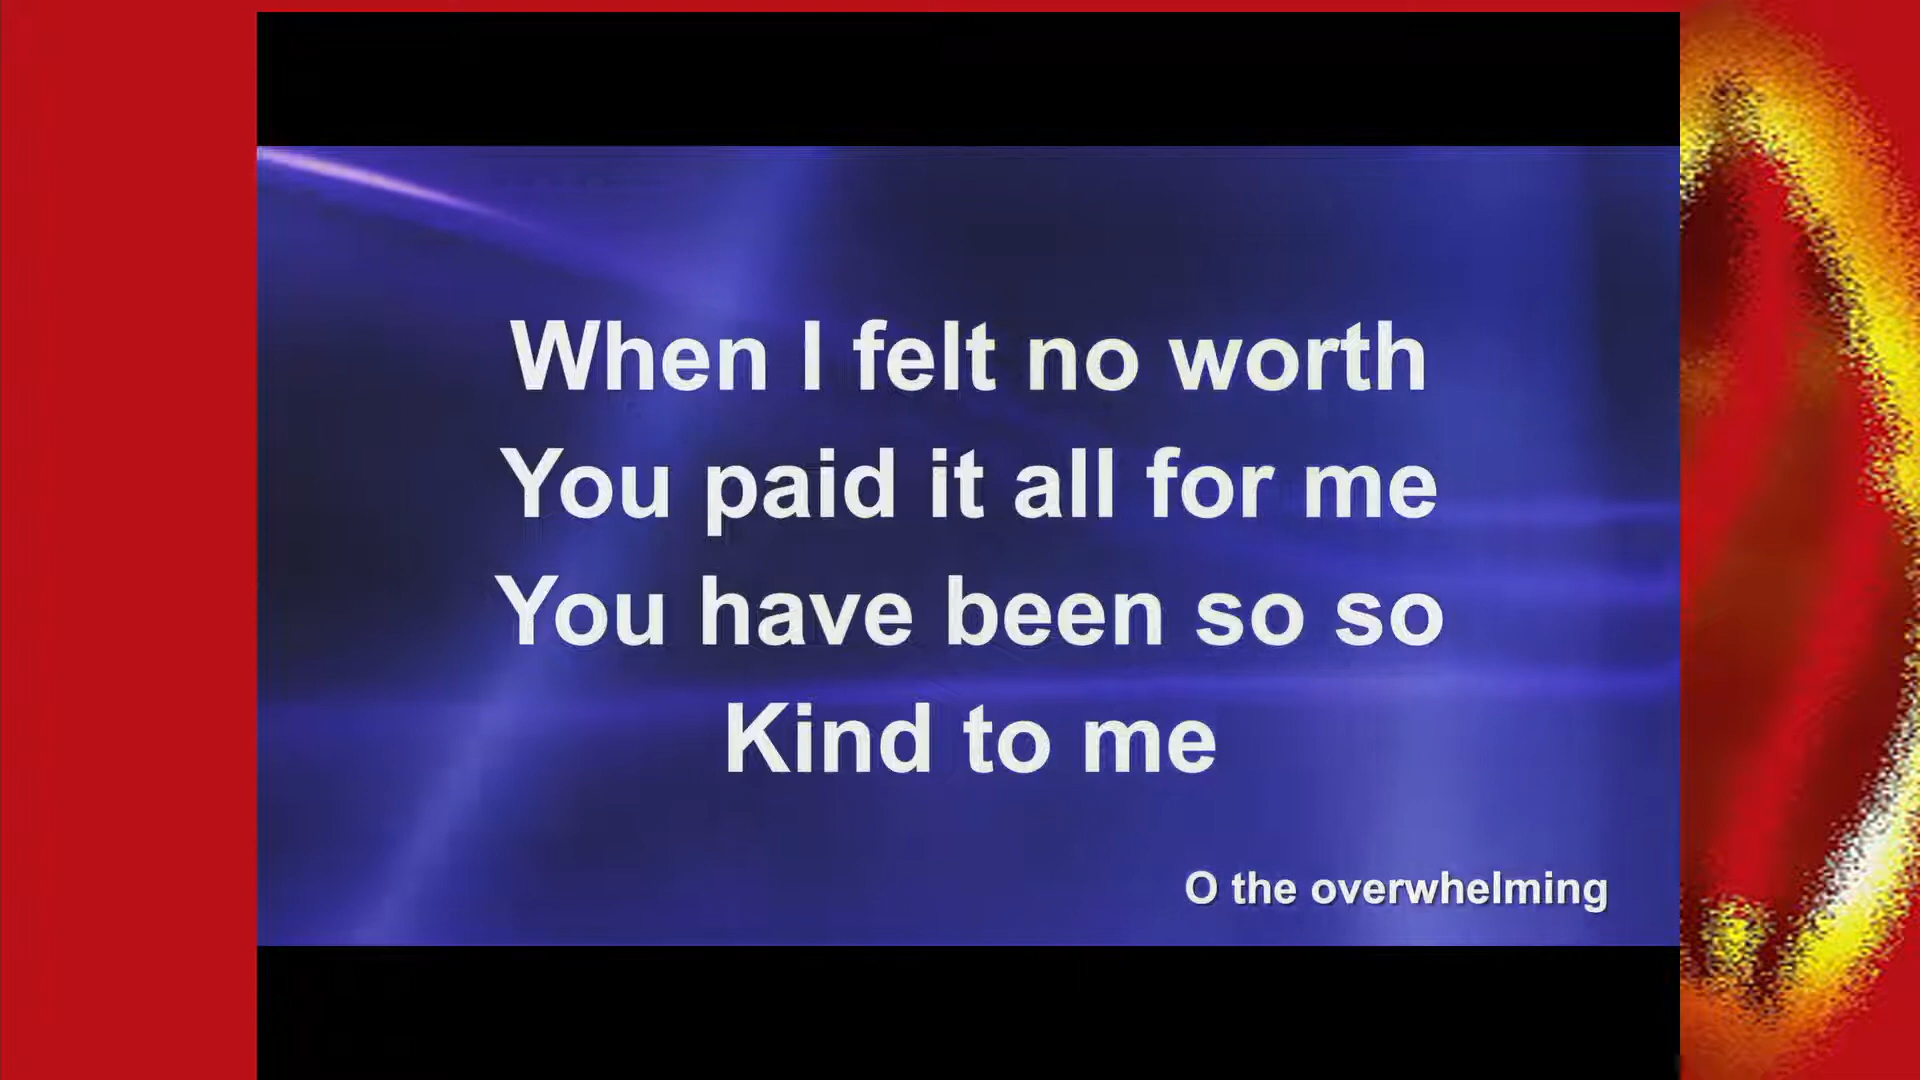 When I felt no worth
You paid it all for me
You have been so so
Kind to me
O the overwhelming